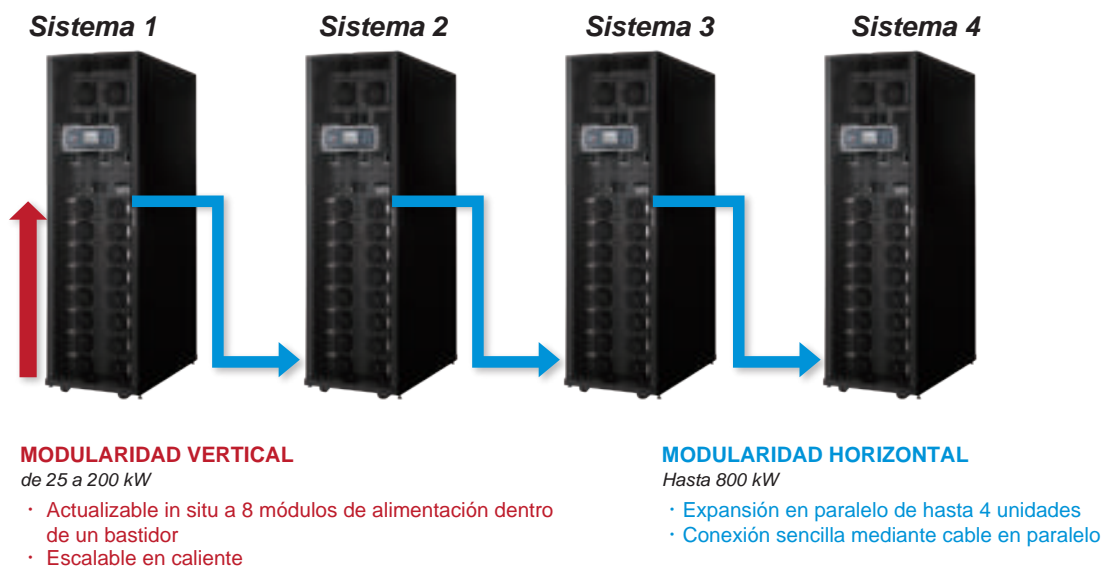 Sistema 1
Sistema 2
Sistema 3
Sistema 4
MODULARIDAD VERTICAL
de 25 a 200 kW
· Actualizable in situ a 8 módulos de alimentación dentro
de un bastidor
· Escalable en caliente
MODULARIDAD HORIZONTAL
Hasta 800 kW
· Expansión en paralelo de hasta 4 unidades
· Conexión sencilla mediante cable en paralelo